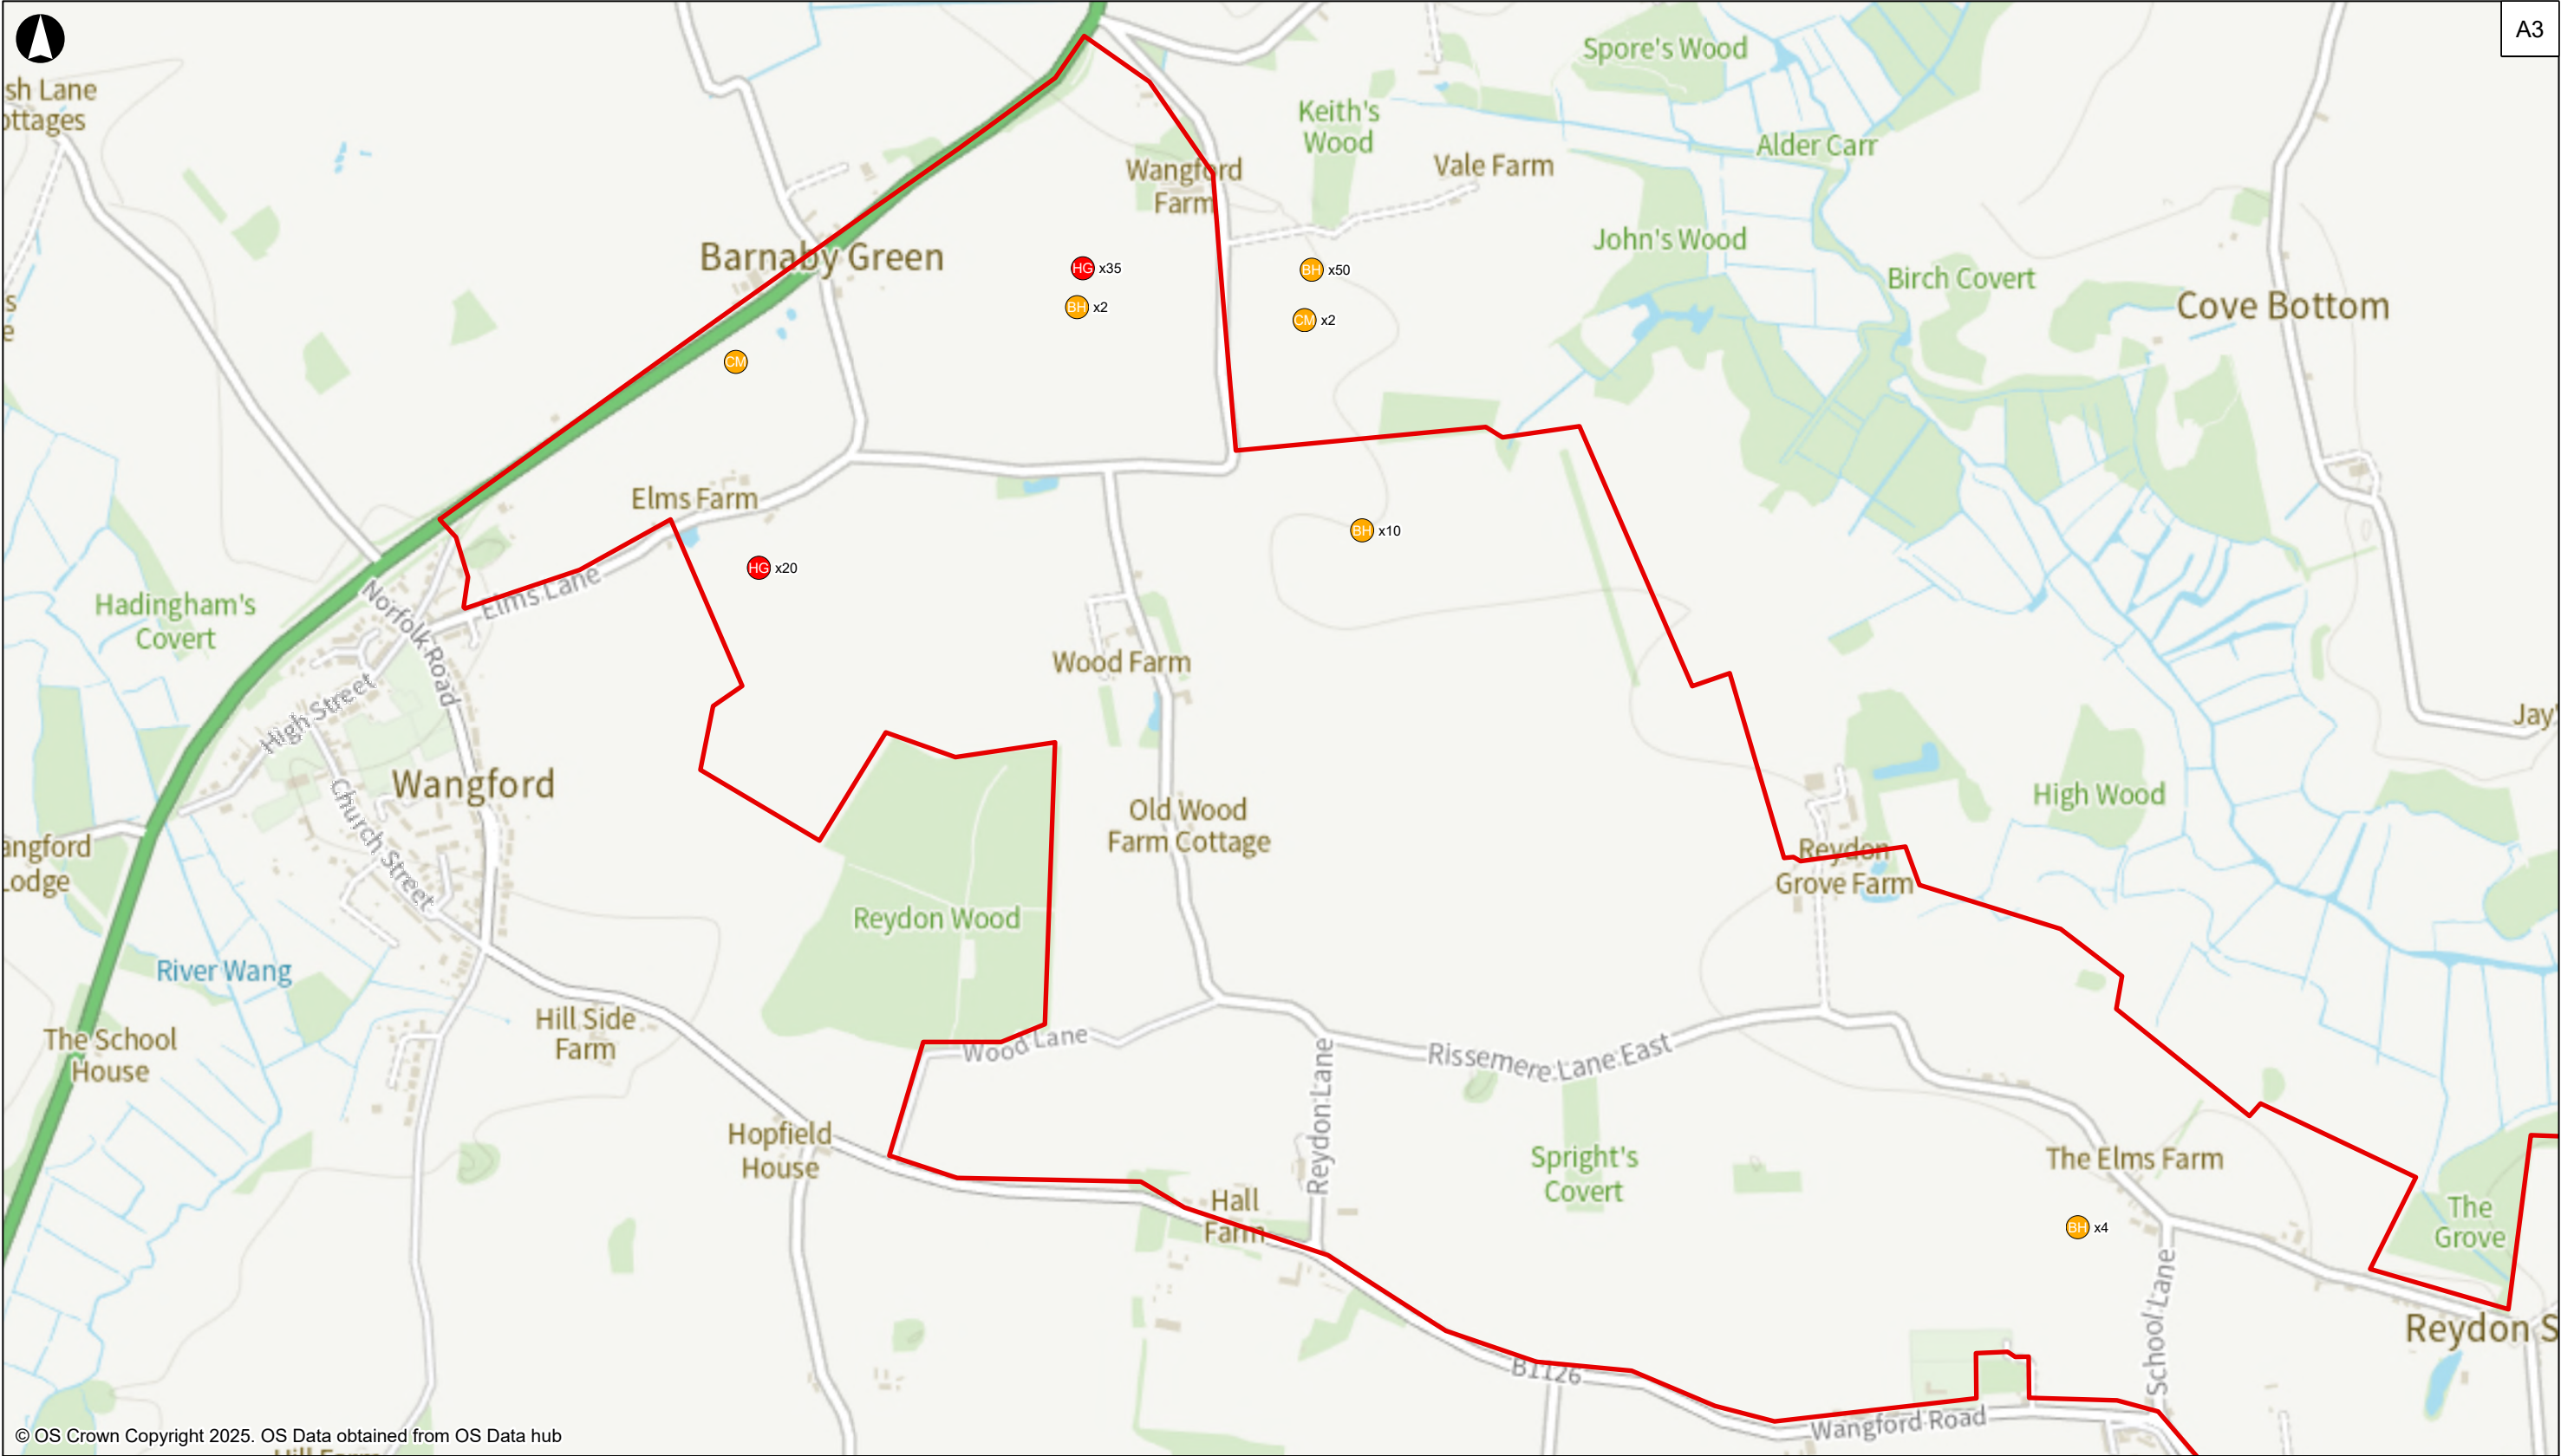 A3
Spore's Wood
sh Lane
ottages
Keith's
Wood
Alder Carr
Wangford
Farm
Vale Farm
John's Wood
Barnaby Green
HG x35
BH x50
Birch Covert
BH x2
CM x2
Cove Bottom
s
e
CM
Elms Farm
BH x10
HG x20
Elms Lane
Hadingham's
Covert
Norfolk Road
Wood Farm
High Street
Jay'
Wangford
High Wood
Church Street
Old Wood
Farm Cottage
angford
Lodge
Reydon
Grove Farm
Reydon Wood
River Wang
Hill Side
Farm
The School
House
Wood Lane
Rissemere Lane East
Reydon Lane
Hopfield
House
Spright's
Covert
The Elms Farm
Hall
Farm
The
Grove
BH x4
School Lane
Reydon S
B1126
Wangford Road
© OS Crown Copyright 2025. OS Data obtained from OS Data hub